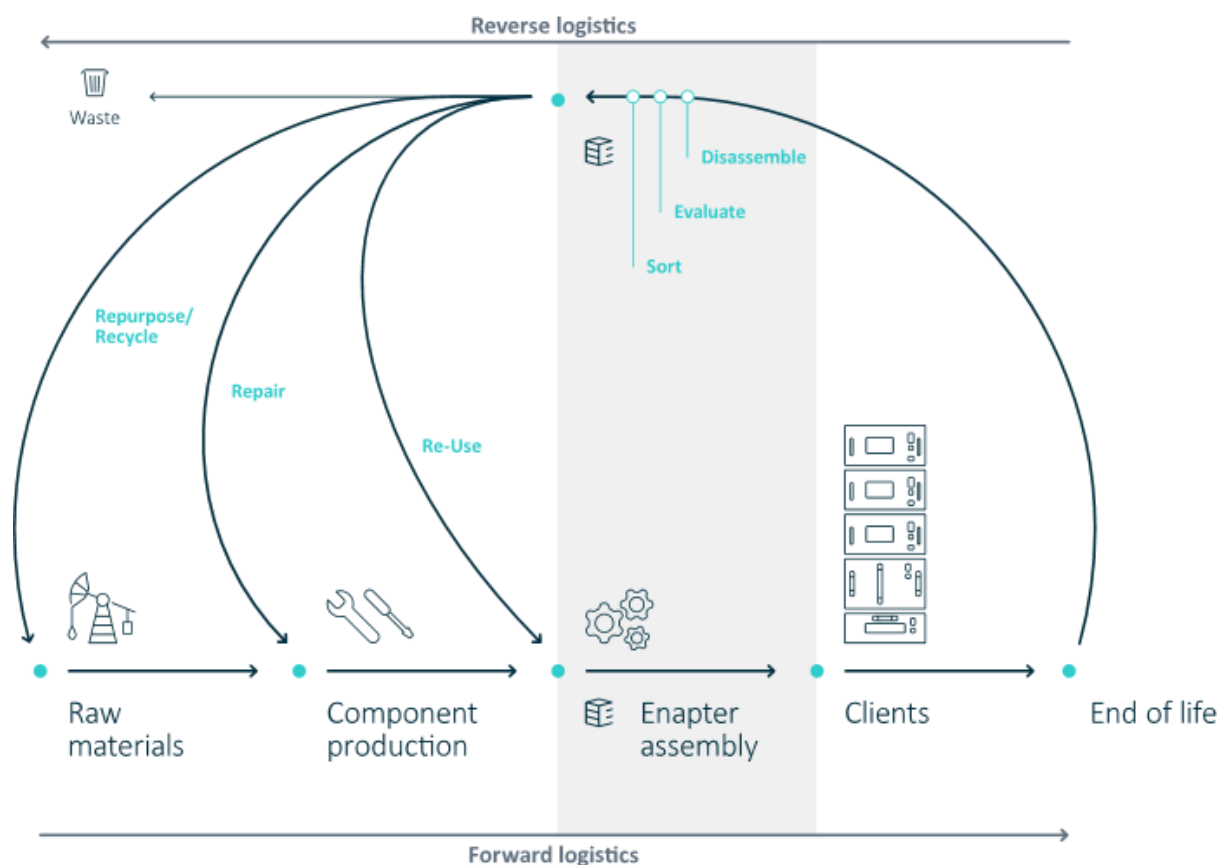 Reverse logistics
Waste
Disassemble
Evaluate
Sort
Repurpose/
Recycle
Repair
Re-Use
Raw
materials
Component
production
Enapter
assembly
Clients
End of life
Forward logistics